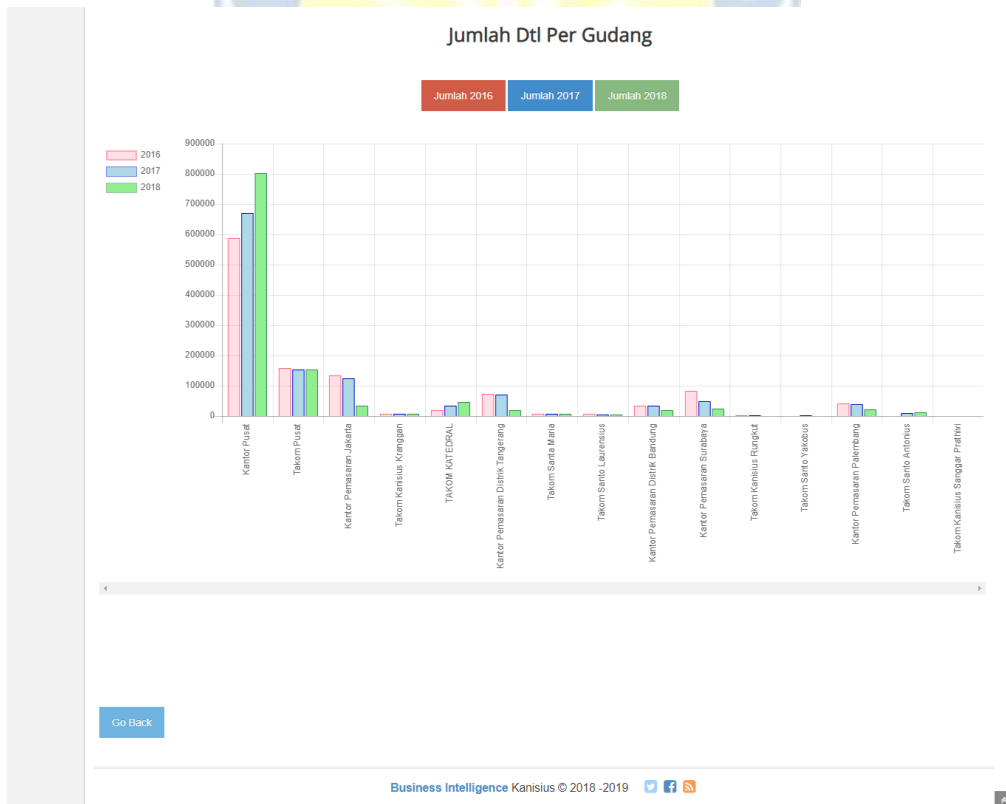 Jumlah Dtl Per Gudang
Jumlah 2016 Jumlah 2017 Jumlah 2018
2016
2017
2018
900000
800000
700000
600000
500000
400000
300000
200000
100000
0
Kantor Pusat
Takom Pusat
Kantor Pemasaran Jakarta
Takom Kanisius Kranggan
TAKOM KATEDRAL
Kantor Pemasaran Distrik Tangerang
Takom Santa Maria
Takom Santo Laurensius
Kantor Pemasaran Distrik Bandung
Kantor Pemasaran Surabaya
Takom Kanisius Rungkut
Takom Santo Yakobus
Kantor Pemasaran Palembang
Takom Santo Antonius
Takom Kanisius Sanggar Prathivi
Go Back
Business Intelligence Kanisius © 2018 -2019